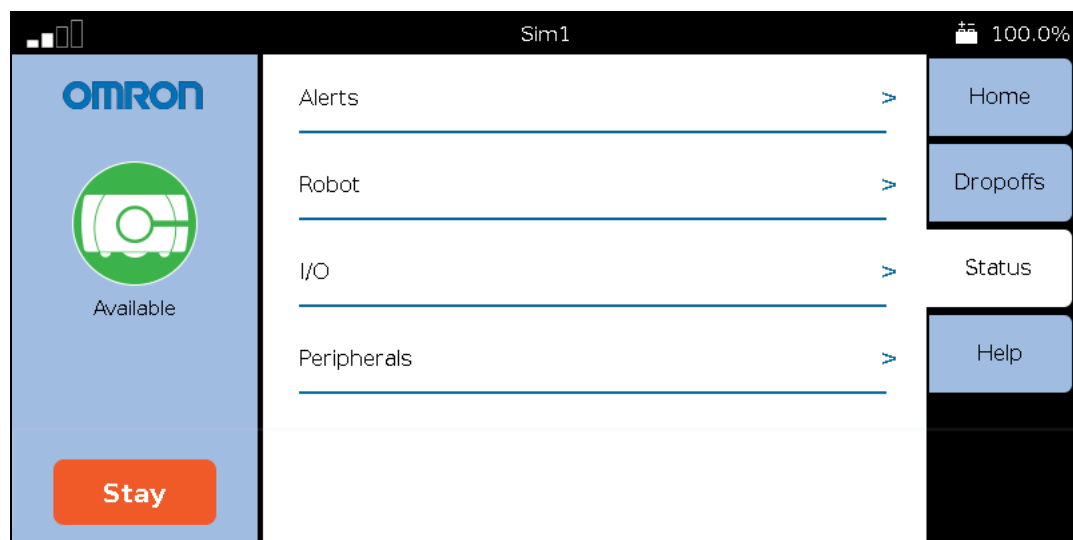 Sim1
100.0%
OMRON
Available
Stay
Alerts >
Robot >
I/O >
Peripherals >
Home
Dropoffs
Status
Help